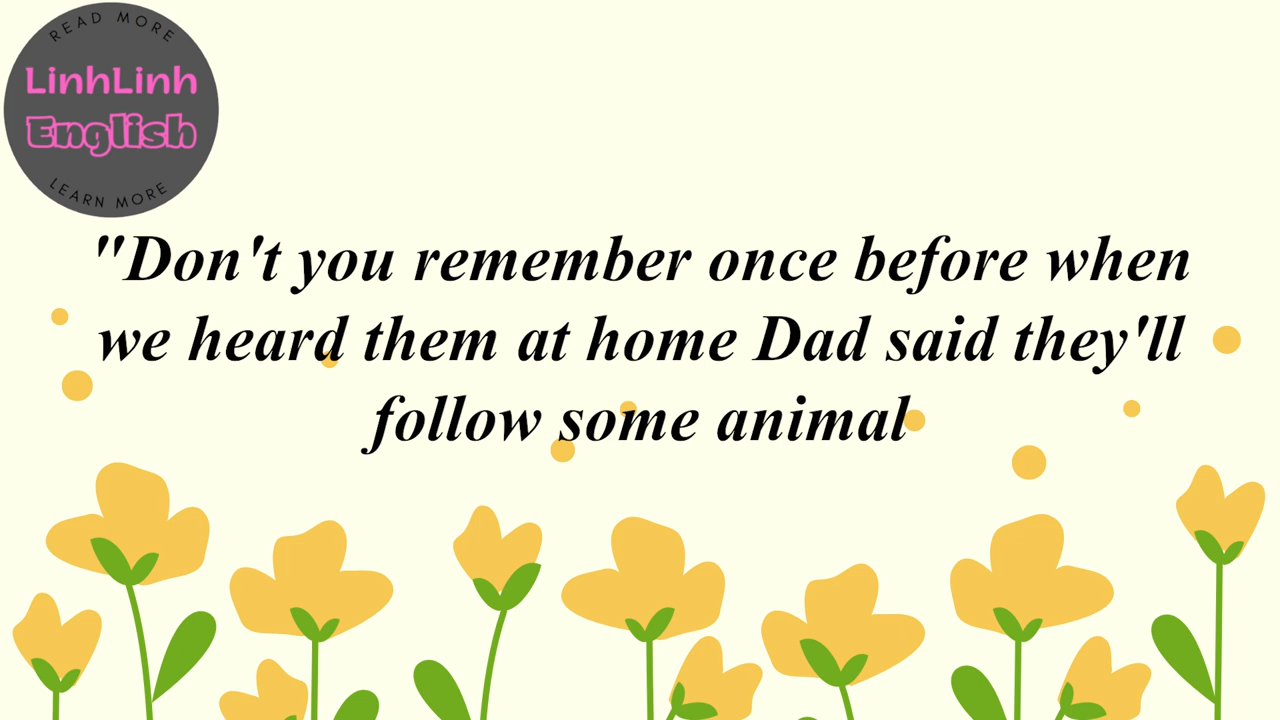 READ MORE
LinhLinh
English
LEARN MORE
"Don't you remember once before when
we heard them at home Dad said they'll
follow some animal